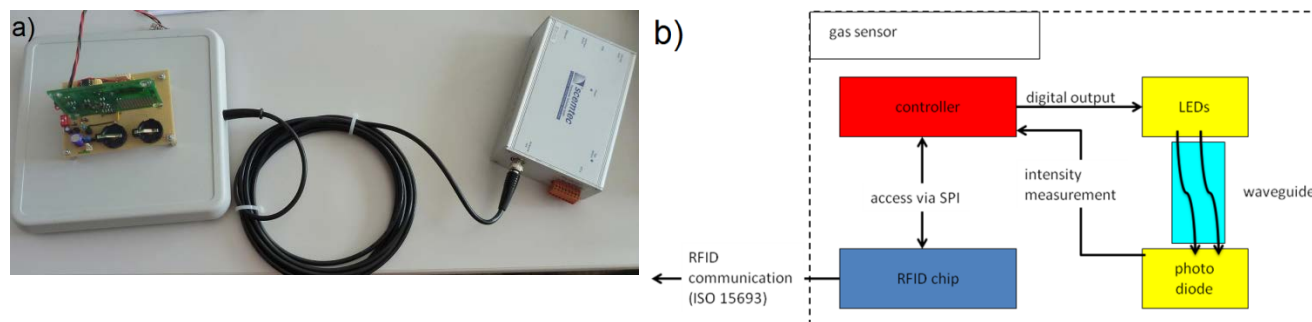 a)
scemtec
b)
gas sensor
controller
digital output
LEDs
access via SPI
intensity
measurement
waveguide
RFID
communication
(ISO 15693)
RFID chip
photo
diode